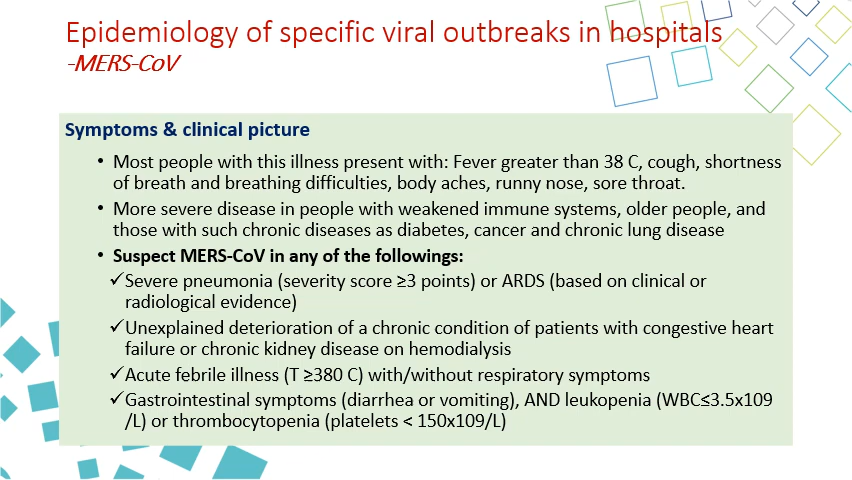 Epidemiology of specific viral outbreaks in hospitals
-MERS-CoV
Symptoms & clinical picture
• Most people with this illness present with: Fever greater than 38 C, cough, shortness
of breath and breathing difficulties, body aches, runny nose, sore throat.
• More severe disease in people with weakened immune systems, older people, and
those with such chronic diseases as diabetes, cancer and chronic lung disease
• Suspect MERS-CoV in any of the followings:
✓Severe pneumonia (severity score ≥3 points) or ARDS (based on clinical or
radiological evidence)
✓Unexplained deterioration of a chronic condition of patients with congestive heart
failure or chronic kidney disease on hemodialysis
✓Acute febrile illness (T ≥380 C) with/without respiratory symptoms
✓Gastrointestinal symptoms (diarrhea or vomiting), AND leukopenia (WBC≤3.5x109
/L) or thrombocytopenia (platelets < 150x109/L)